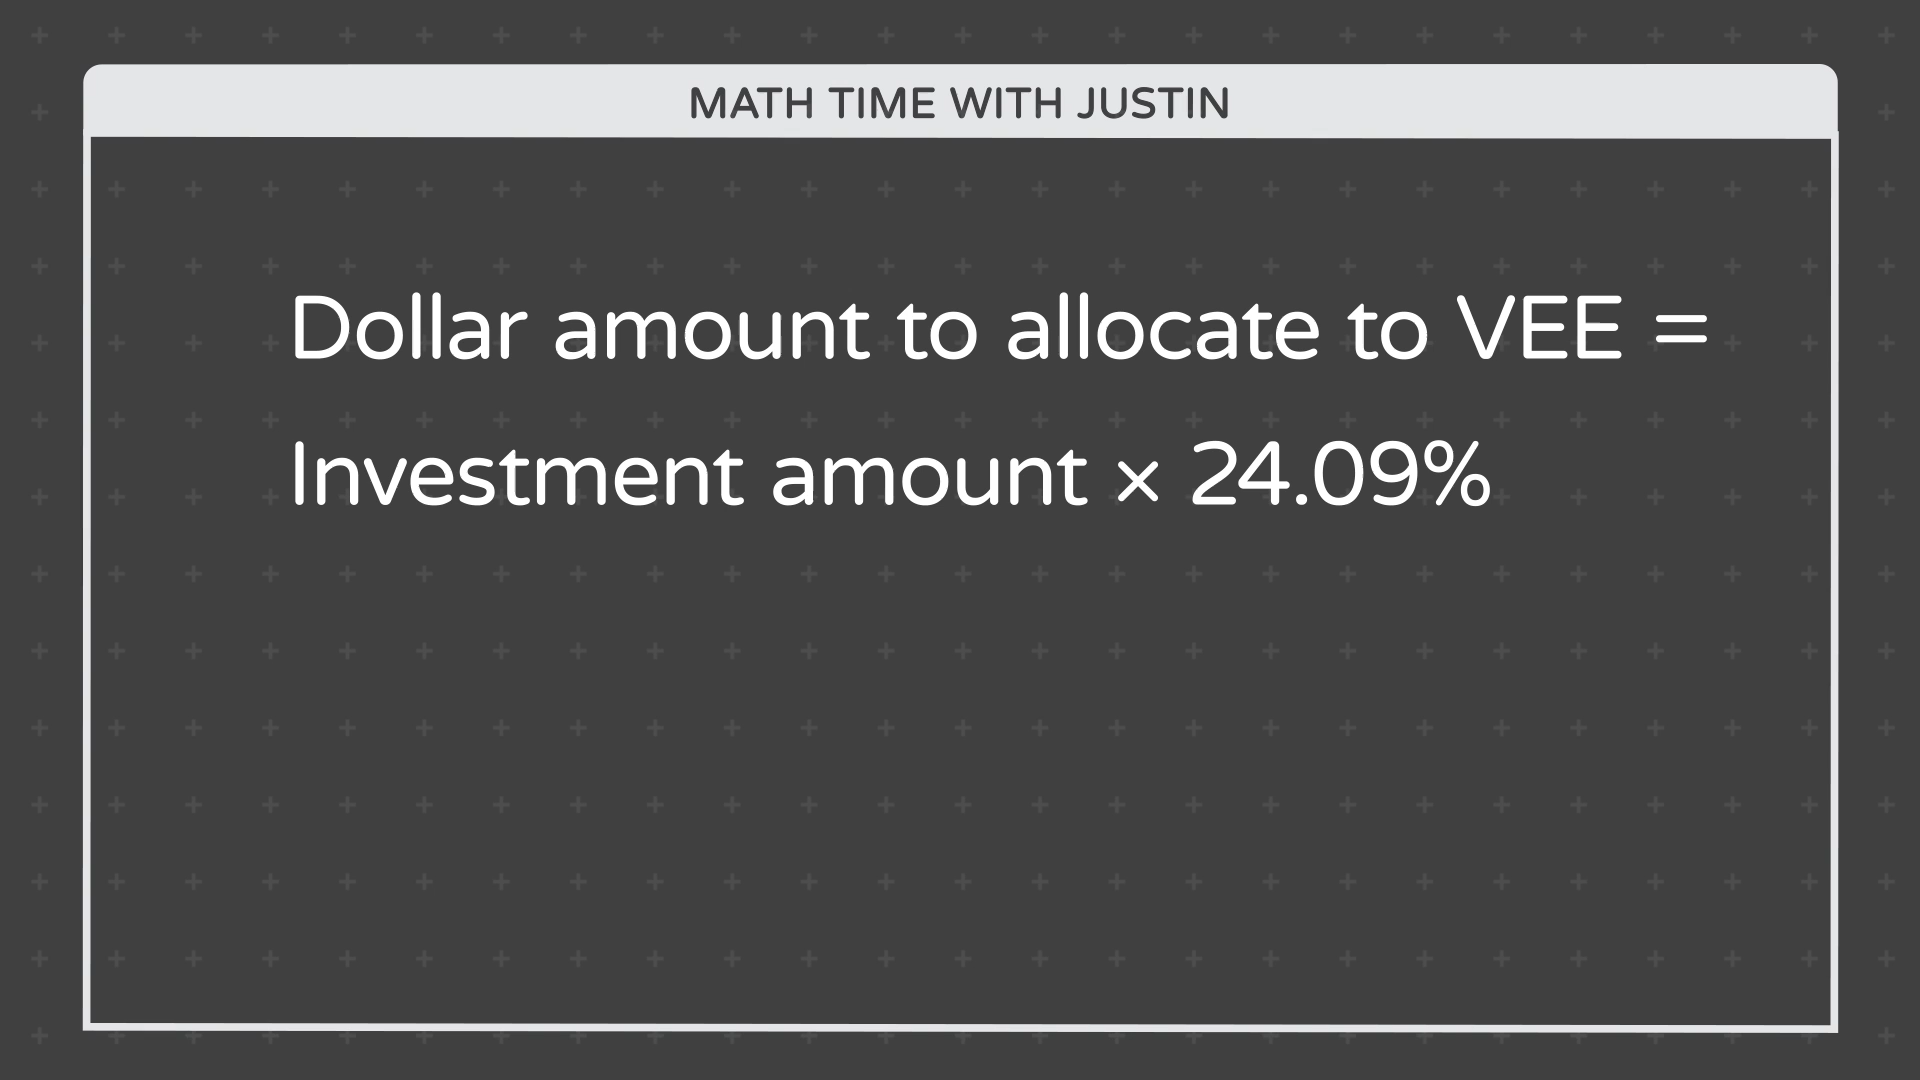 MATH TIME WITH JUSTIN
Dollar amount to allocate to VEE =
Investment amount × 24.09%